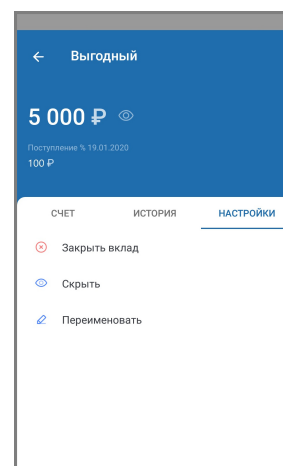 Выгодный
5 000 ₽
Поступление % 19.01.2020
100 ₽
СЧЕТ ИСТОРИЯ НАСТРОЙКИ
Закрыть вклад
Скрыть
Переименовать